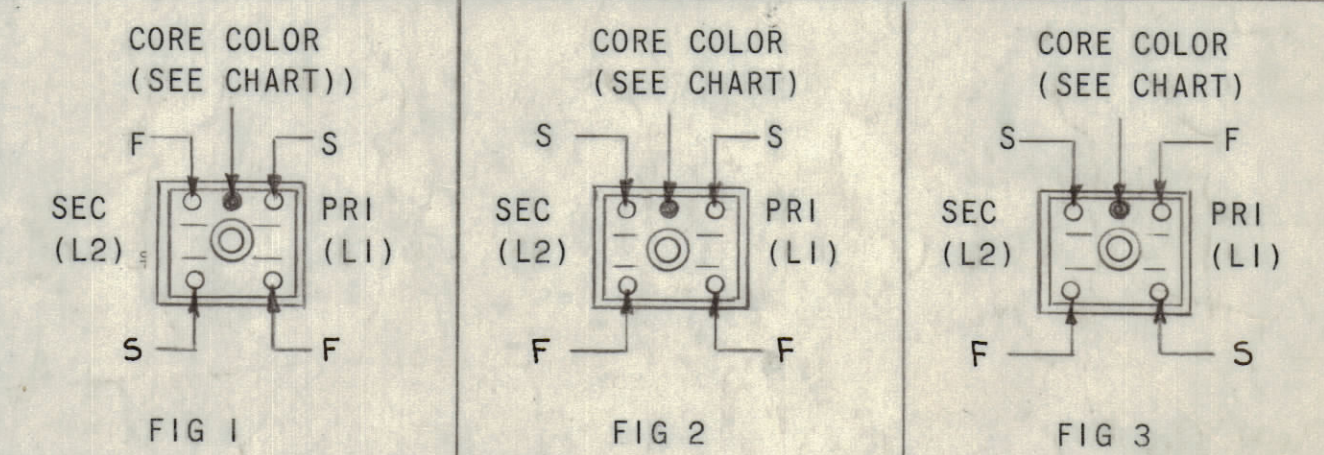 CORE COLOR
(SEE CHART))
F
S
SEC
(L2)
PRI
(L1)
S
F
FIG 1
CORE COLOR
(SEE CHART)
S
S
SEC
(L2)
PRI
(L1)
F
F
FIG 2
CORE COLOR
(SEE CHART)
S
F
SEC
(L2)
PRI
(L1)
F
S
FIG 3